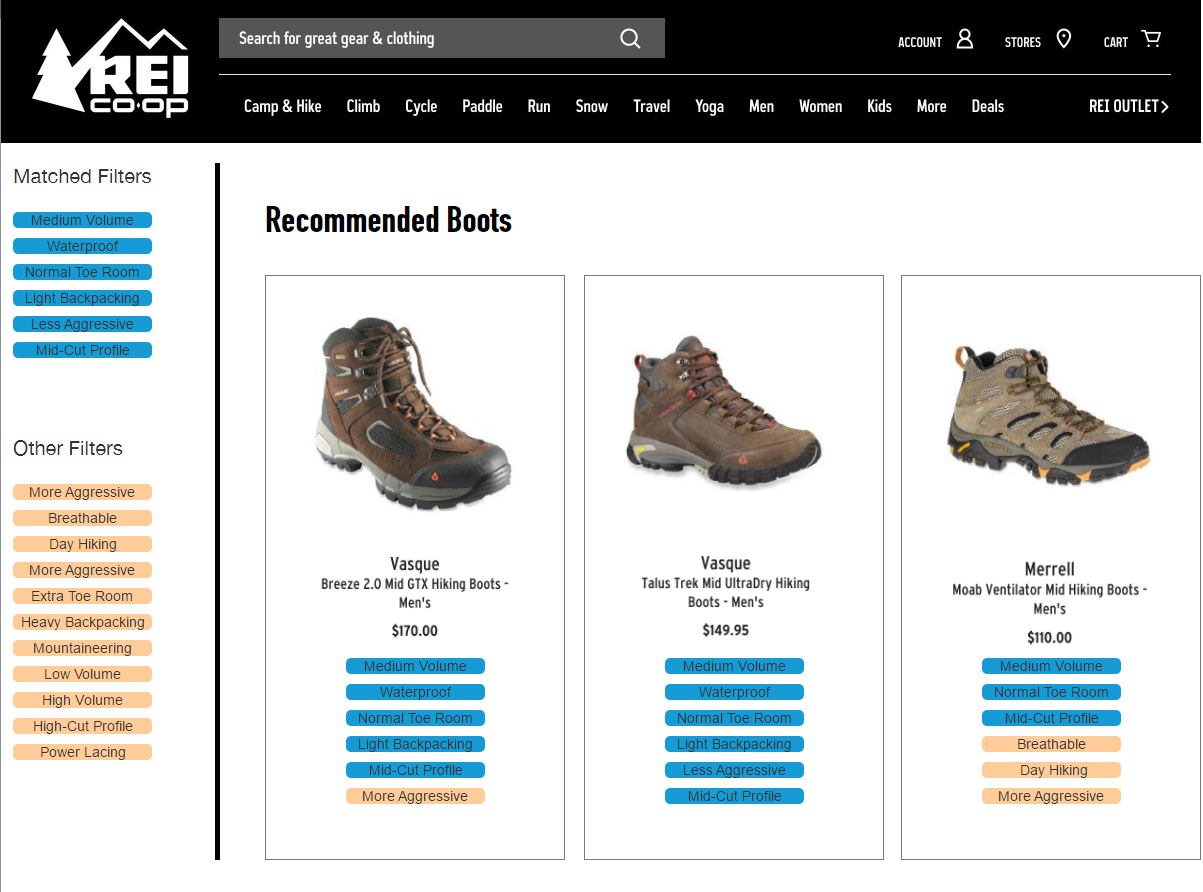 REI
co·op
Search for great gear & clothing
ACCOUNT
STORES
CART
Camp & Hike Climb Cycle Paddle Run Snow Travel Yoga Men Women Kids More Deals REI OUTLET
Matched Filters
Medium Volume
Waterproof
Normal Toe Room
Light Backpacking
Less Aggressive
Mid-Cut Profile
Other Filters
More Aggressive
Breathable
Day Hiking
More Aggressive
Extra Toe Room
Heavy Backpacking
Mountaineering
Low Volume
High Volume
High-Cut Profile
Power Lacing
Recommended Boots
Vasque
Breeze 2.0 Mid GTX Hiking Boots -
Men's
$170.00
Medium Volume
Waterproof
Normal Toe Room
Light Backpacking
Mid-Cut Profile
More Aggressive
Vasque
Talus Trek Mid UltraDry Hiking
Boots - Men's
$149.95
Medium Volume
Waterproof
Normal Toe Room
Light Backpacking
Less Aggressive
Mid-Cut Profile
Merrell
Moab Ventilator Mid Hiking Boots -
Men's
$110.00
Medium Volume
Normal Toe Room
Mid-Cut Profile
Breathable
Day Hiking
More Aggressive